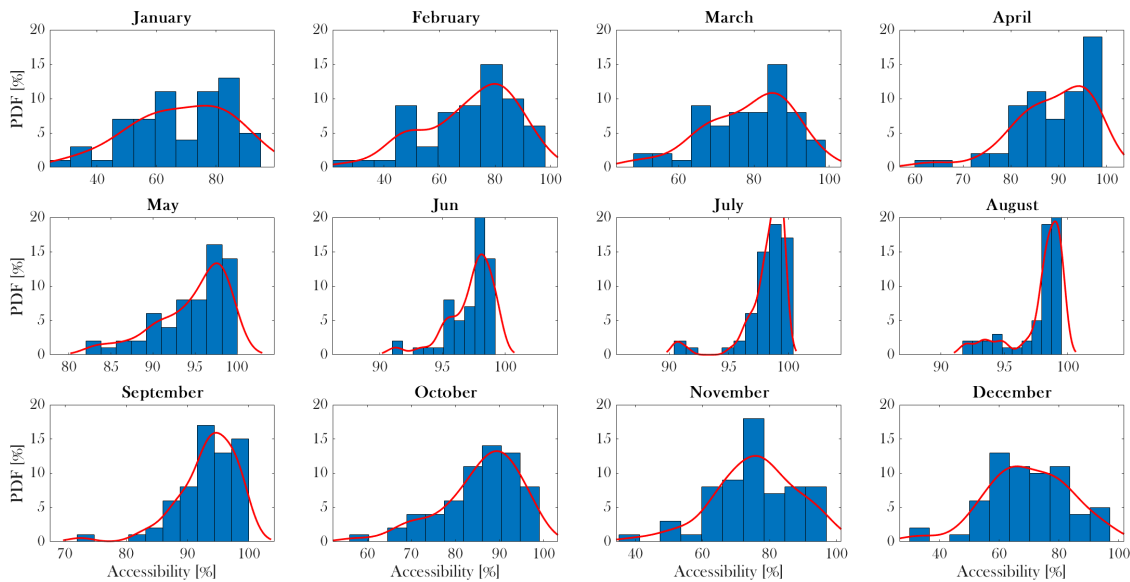 January February March April
PDF [%]
20 20 20 20
15 15 15 15
10 10 10 10
5 5 5 5
0 0 0 0
40 60 80 40 60 80 100 60 80 100 60 70 80 90 100
May Jun July August
PDF [%]
20 20 20 20
15 15 15 15
10 10 10 10
5 5 5 5
0 0 0 0
80 85 90 95 100 90 95 100 90 95 100 90 95 100
September October November December
PDF [%]
20 20 20 20
15 15 15 15
10 10 10 10
5 5 5 5
0 0 0 0
70 80 90 100 60 70 80 90 100 40 60 80 100 40 60 80 100
Accessibility [%] Accessibility [%] Accessibility [%] Accessibility [%]